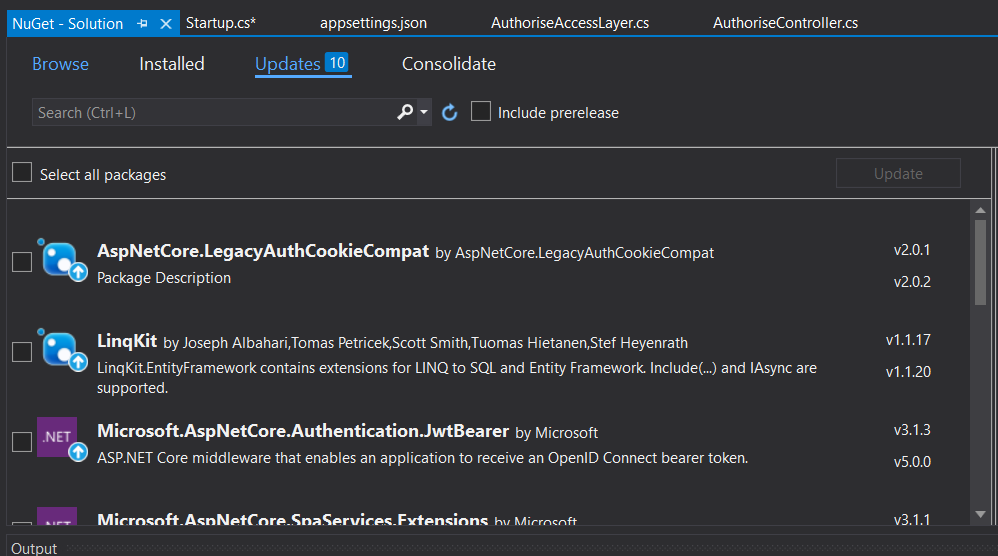 NuGet - Solution Startup.cs* appsettings.json AuthoriseAccessLayer.cs AuthoriseController.cs
Browse Installed Updates 10 Consolidate
Search (Ctrl+L) Include prerelease
Select all packages Update
AspNetCore.LegacyAuthCookieCompat by AspNetCore.LegacyAuthCookieCompat v2.0.1
Package Description v2.0.2
LinqKit by Joseph Albahari,Tomas Petricek,Scott Smith,Tuomas Hietanen,Stef Heyenrath v1.1.17
LinqKit.EntityFramework contains extensions for LINQ to SQL and Entity Framework. Include(...) and IAsync are v1.1.20
supported.
.NET Microsoft.AspNetCore.Authentication.JwtBearer by Microsoft v3.1.3
ASP.NET Core middleware that enables an application to receive an OpenID Connect bearer token. v5.0.0
.NET Microsoft.AspNetCore.SpaServices.Extensions by Microsoft v3.1.1
Output